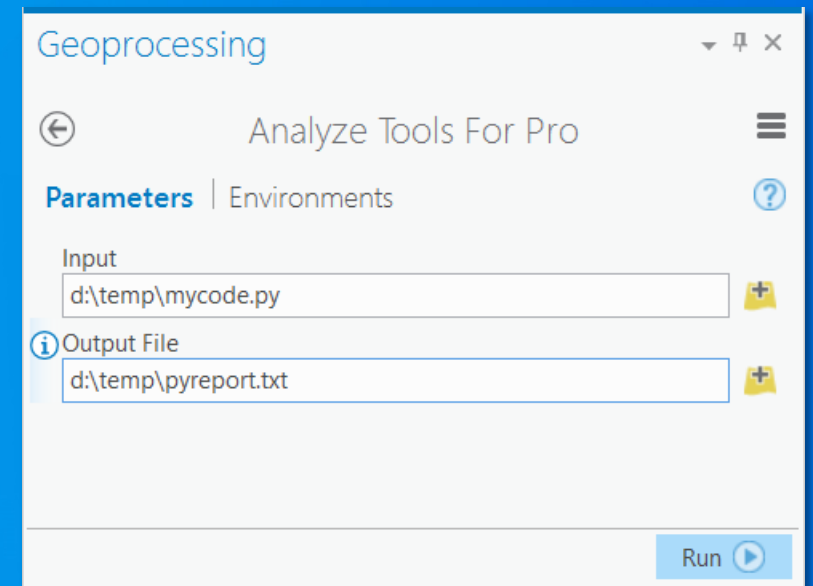 Geoprocessing
Analyze Tools For Pro
Parameters | Environments
Input
d:\temp\mycode.py
Output File
d:\temp\pyreport.txt
Run